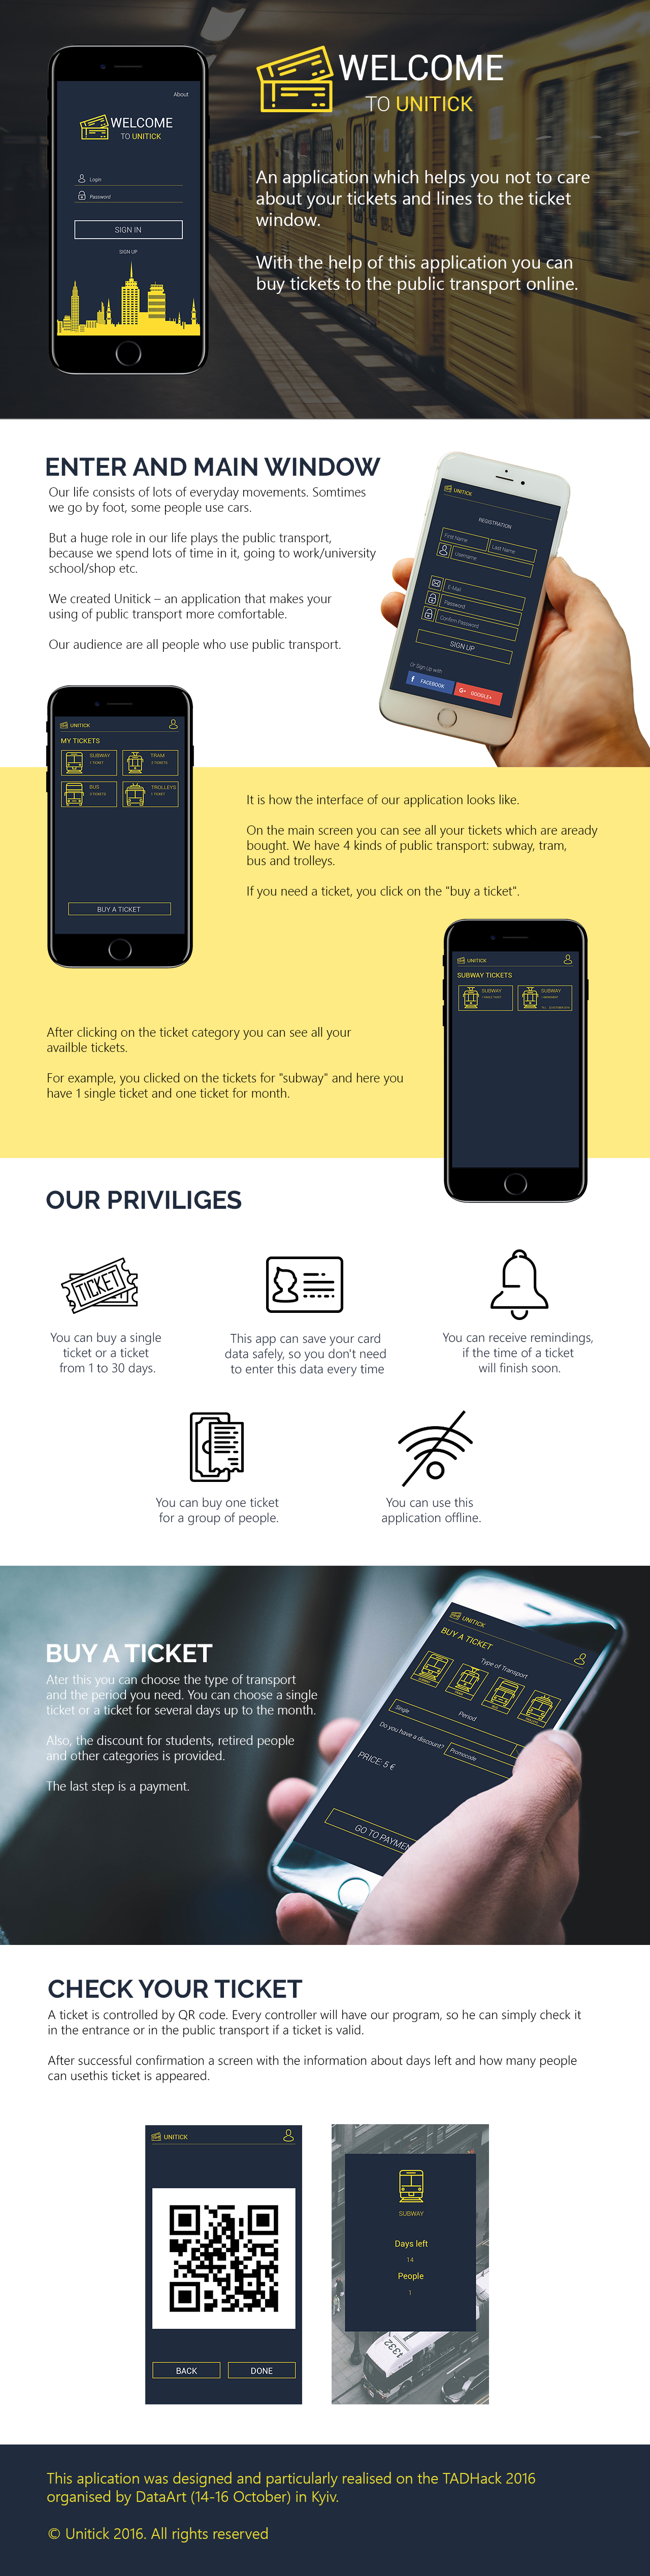 About
WELCOME
TO UNITICK
Login
Password
SIGN IN
SIGN UP
WELCOME
TO UNITICK
An application which helps you not to care
about your tickets and lines to the ticket
window.
With the help of this application you can
buy tickets to the public transport online.
ENTER AND MAIN WINDOW
Our life consists of lots of everyday movements. Somtimes
we go by foot, some people use cars.
But a huge role in our life plays the public transport,
because we spend lots of time in it, going to work/university
school/shop etc.
We created Unitick – an application that makes your
using of public transport more comfortable.
Our audience are all people who use public transport.
UNITICK
REGISTRATION
First Name
Last Name
Username
E-Mail
Password
Confirm Password
SIGN UP
Or Sign Up with
f FACEBOOK
G+ GOOGLE+
UNITICK
MY TICKETS
SUBWAY
1 TICKET
TRAM
BUS
TROLLEYS
1 TICKET
BUY A TICKET
It is how the interface of our application looks like.
On the main screen you can see all your tickets which are aready
bought. We have 4 kinds of public transport: subway, tram,
bus and trolleys.
If you need a ticket, you click on the "buy a ticket".
UNITICK
SUBWAY TICKETS
SUBWAY
SUBWAY
After clicking on the ticket category you can see all your
availble tickets.
For example, you clicked on the tickets for "subway" and here you
have 1 single ticket and one ticket for month.
OUR PRIVILIGES
TICKET
You can buy a single
ticket or a ticket
from 1 to 30 days.
This app can save your card
data safely, so you don't need
to enter this data every time
You can receive remindings,
if the time of a ticket
will finish soon.
You can buy one ticket
for a group of people.
You can use this
application offline.
BUY A TICKET
Ater this you can choose the type of transport
and the period you need. You can choose a single
ticket or a ticket for several days up to the month.
Also, the discount for students, retired people
and other categories is provided.
The last step is a payment.
UNITICK
BUY A TICKET
Type of Transport
Period
Single
Do you have a discount?
Promocode
PRICE: 5 €
GO TO PAYMEN
CHECK YOUR TICKET
A ticket is controlled by QR code. Every controller will have our program, so he can simply check it
in the entrance or in the public transport if a ticket is valid.
After successful confirmation a screen with the information about days left and how many people
can usethis ticket is appeared.
UNITICK
BACK
DONE
SUBWAY
Days left
14
People
1
1332
This aplication was designed and particularly realised on the TADHack 2016
organised by DataArt (14-16 October) in Kyiv.
© Unitick 2016. All rights reserved